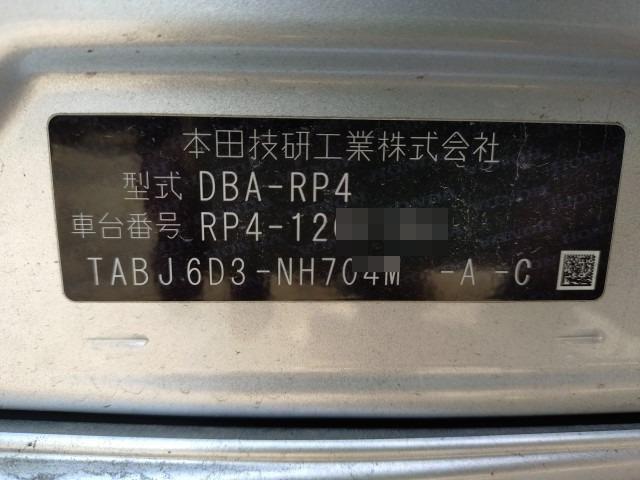 本田技研工業株式会社
型式 DBA-RP4
車台番号 RP4-120
TABJ6D3-NH704M -A -C